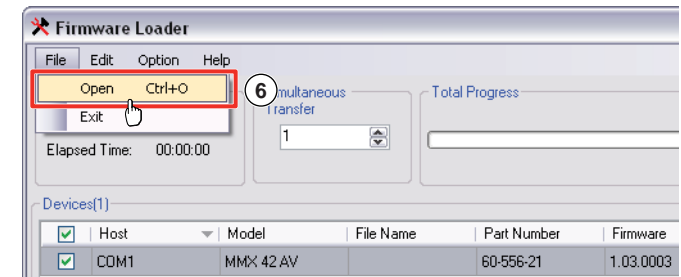 Firmware Loader
File Edit Option Help
Open Ctrl+O
Exit
6
multaneous
Transfer
1
Total Progress
Elapsed Time: 00:00:00
Devices(1)
Host Model File Name Part Number Firmware
COM1 MMX 42 AV 60-556-21 1.03.0003